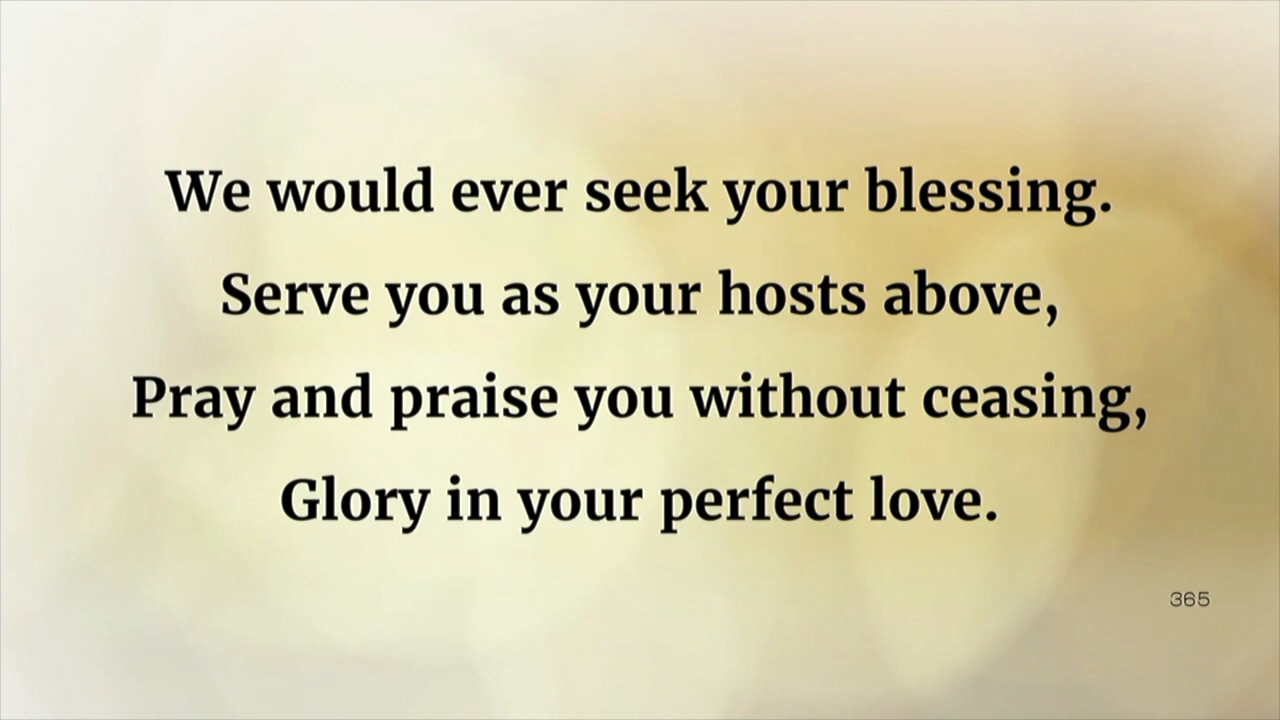 We would ever seek your blessing.
Serve you as your hosts above,
Pray and praise you without ceasing,
Glory in your perfect love.
365